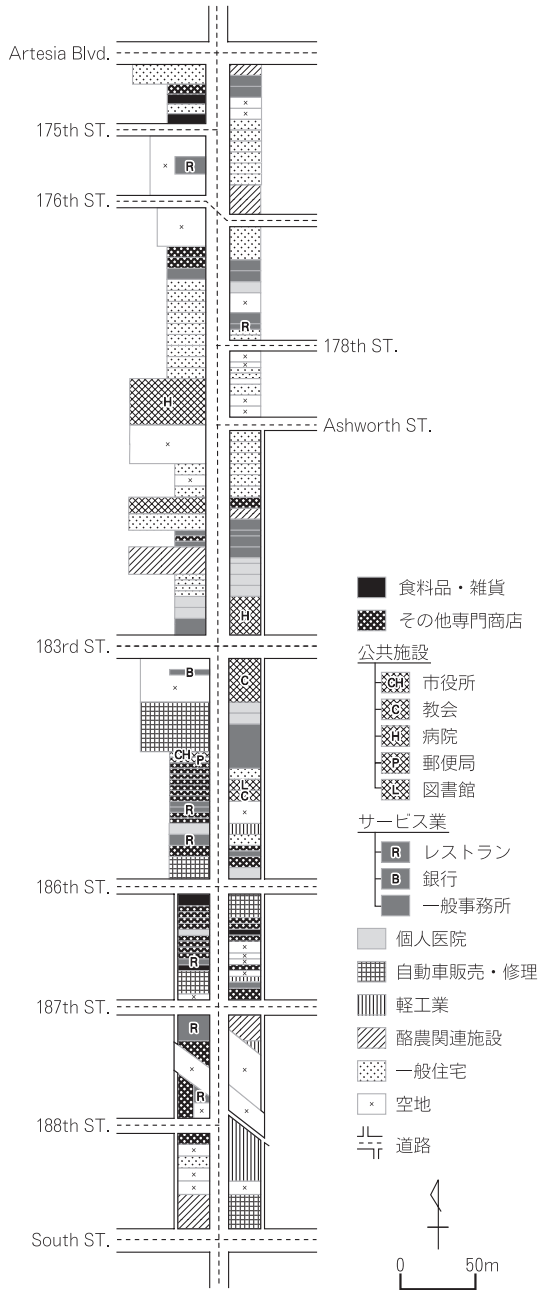 Artesia Blvd.
175th ST.
R
176th ST.
R
178th ST.
H
Ashworth ST.
H
183rd ST.
B
C
CH
P
L
C
R
R
186th ST.
R
187th ST.
R
R
188th ST.
South ST.
食料品・雑貨
その他専門商店
公共施設
CH 市役所
C 教会
H 病院
P 郵便局
L 図書館
サービス業
R レストラン
B 銀行
一般事務所
個人医院
自動車販売・修理
軽工業
酪農関連施設
一般住宅
空地
道路
0 50m